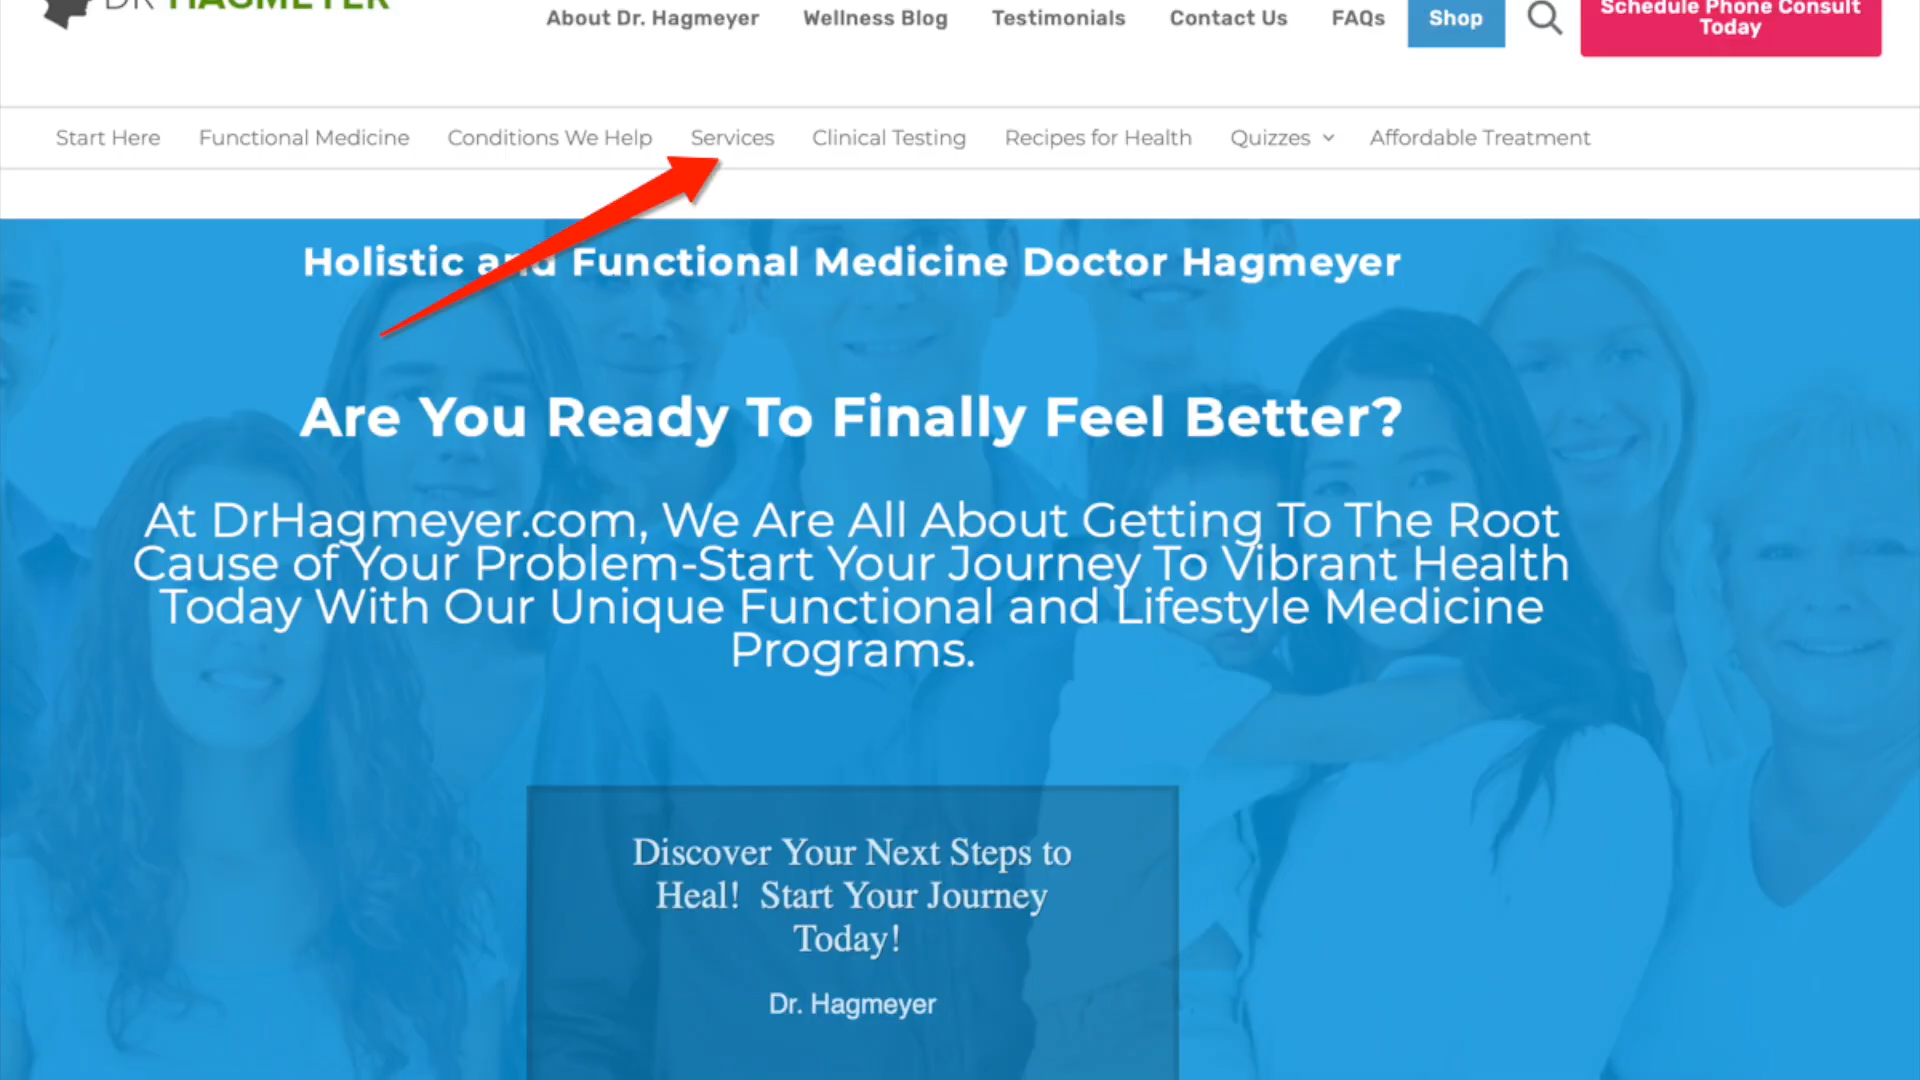 DR HAGMEYER
About Dr. Hagmeyer Wellness Blog Testimonials Contact Us FAQs Shop
Schedule Phone Consult
Today
Start Here Functional Medicine Conditions We Help Services Clinical Testing Recipes for Health Quizzes Affordable Treatment
Holistic and Functional Medicine Doctor Hagmeyer
Are You Ready To Finally Feel Better?
At DrHagmeyer.com, We Are All About Getting To The Root
Cause of Your Problem-Start Your Journey To Vibrant Health
Today With Our Unique Functional and Lifestyle Medicine
Programs.
Discover Your Next Steps to
Heal! Start Your Journey
Today!
Dr. Hagmeyer